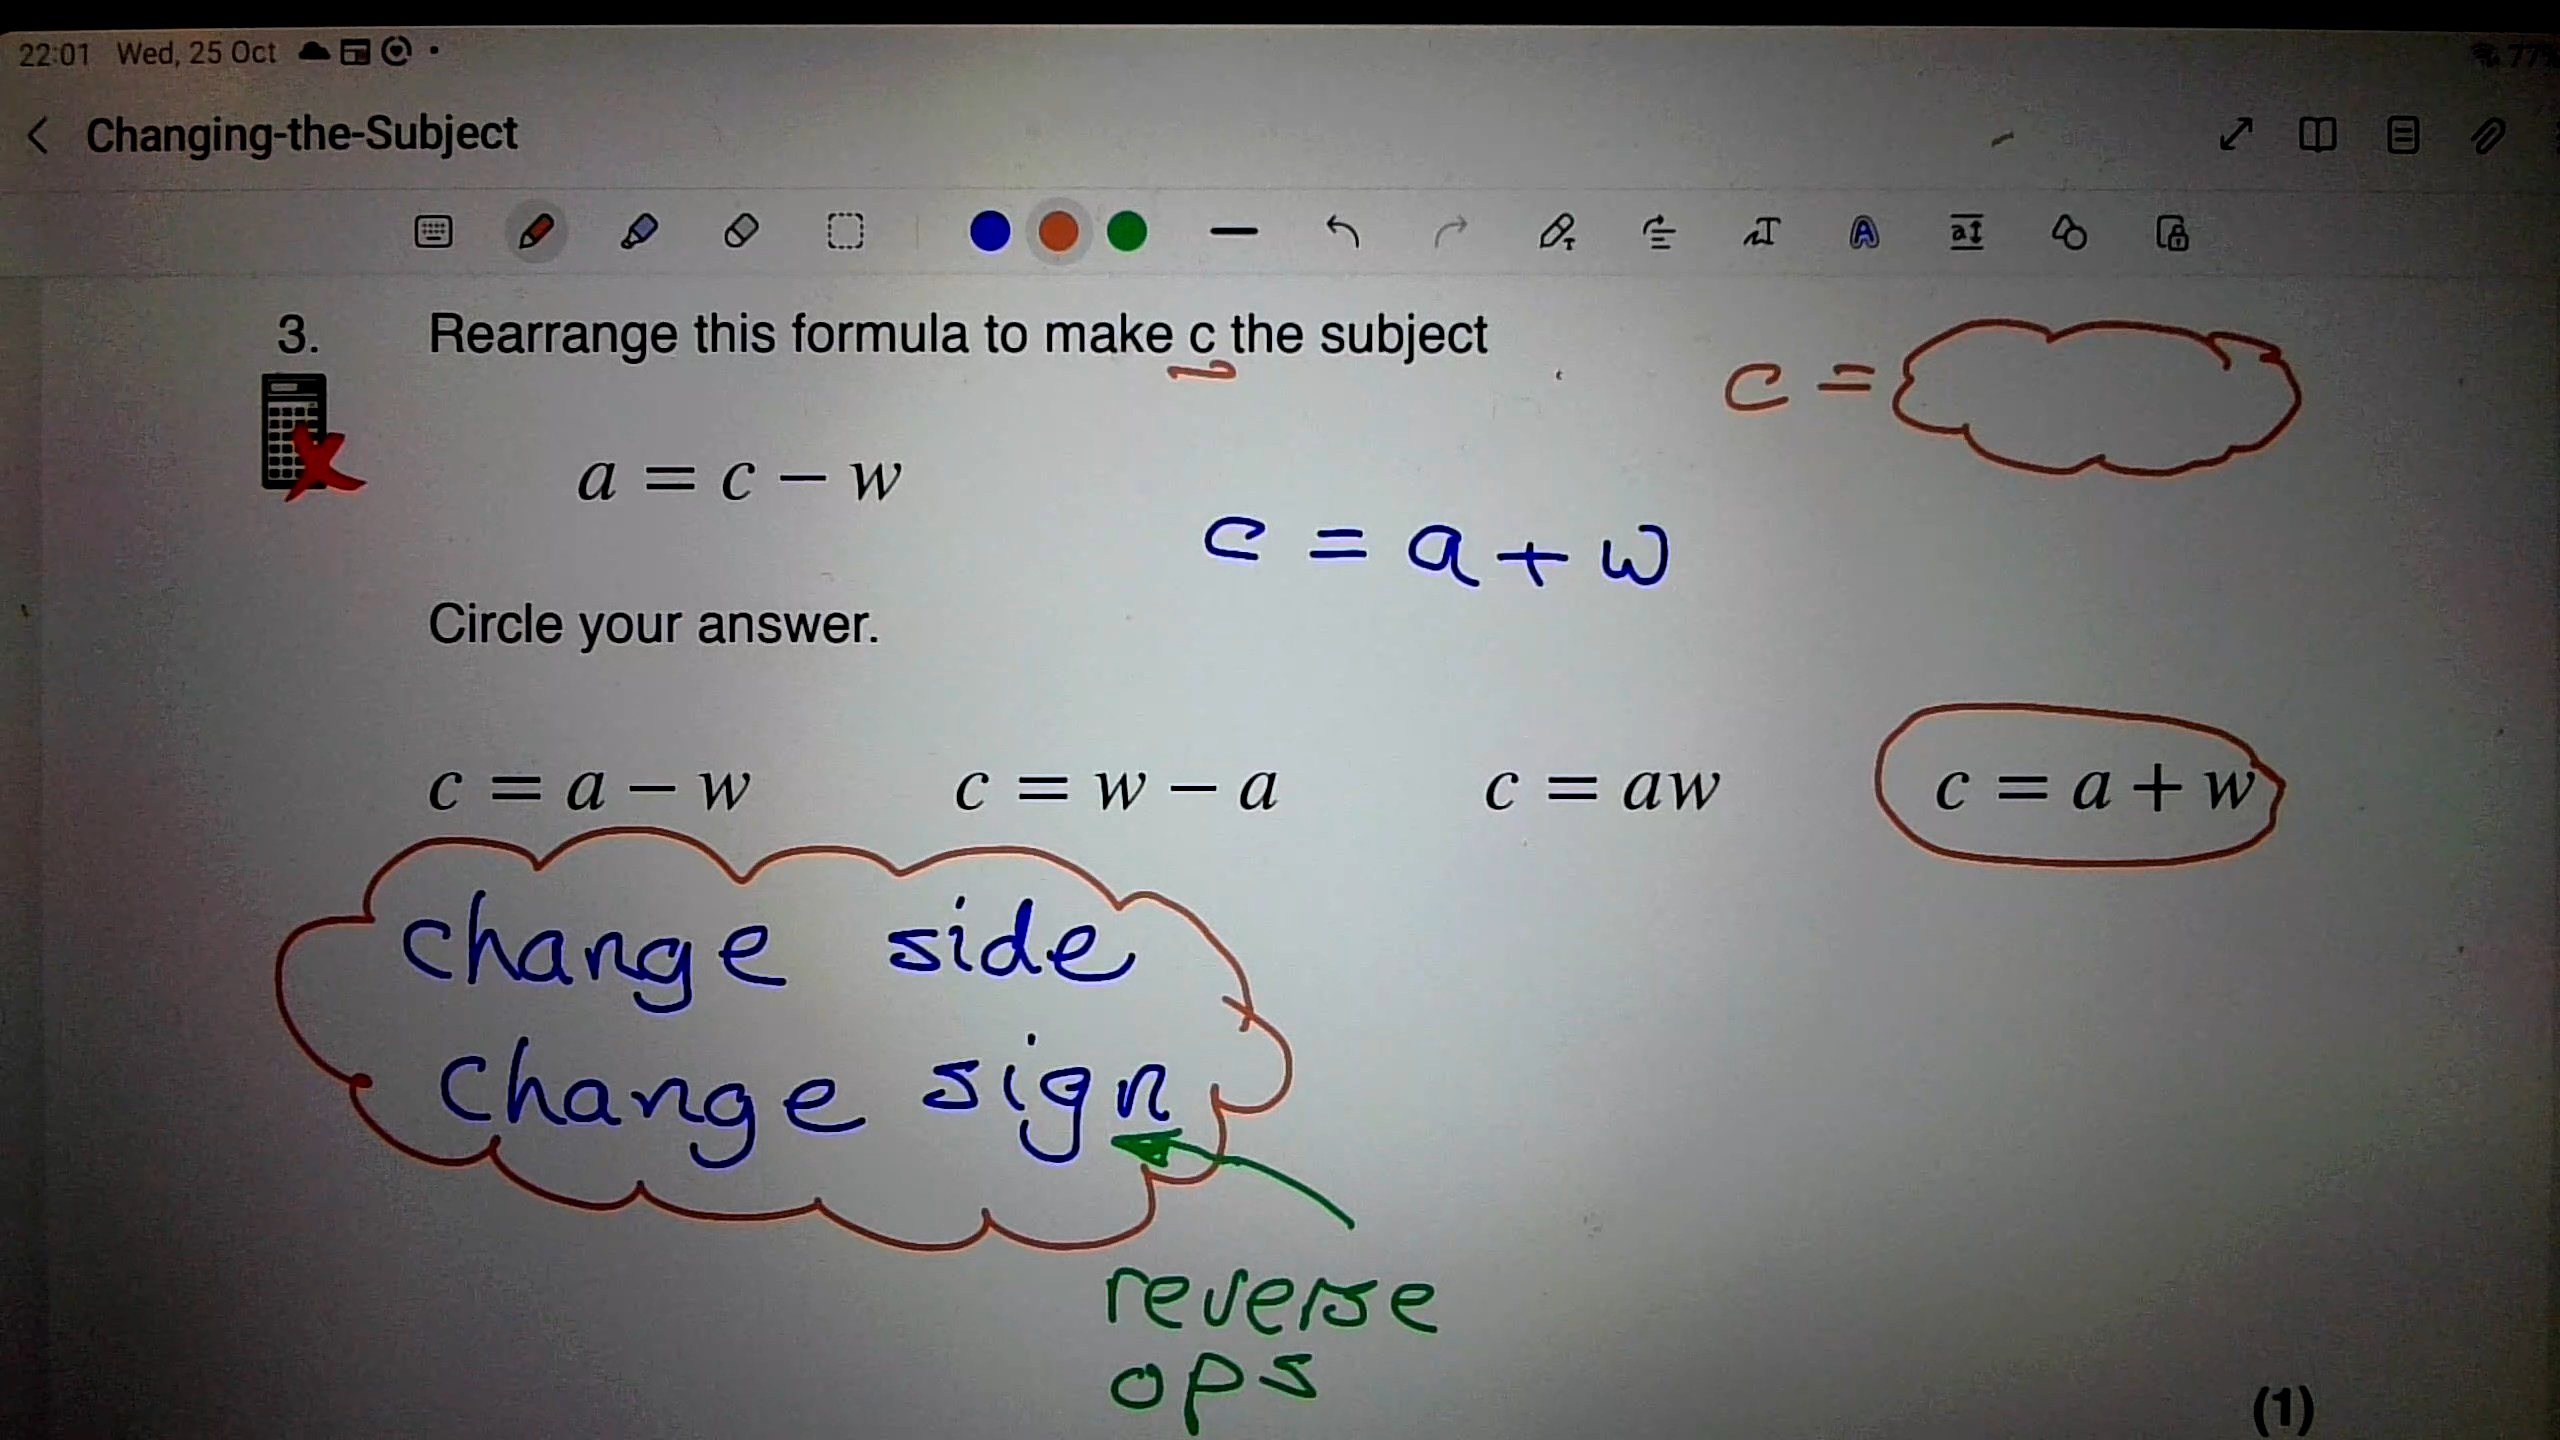 22:01 Wed, 25 Oct
77%
Changing-the-Subject
3. Rearrange this formula to make c the subject
c =
a = c − w
c = a + w
Circle your answer.
c = a − w c = w − a c = aw c = a + w
change side
change sign
reverse
ops
(1)